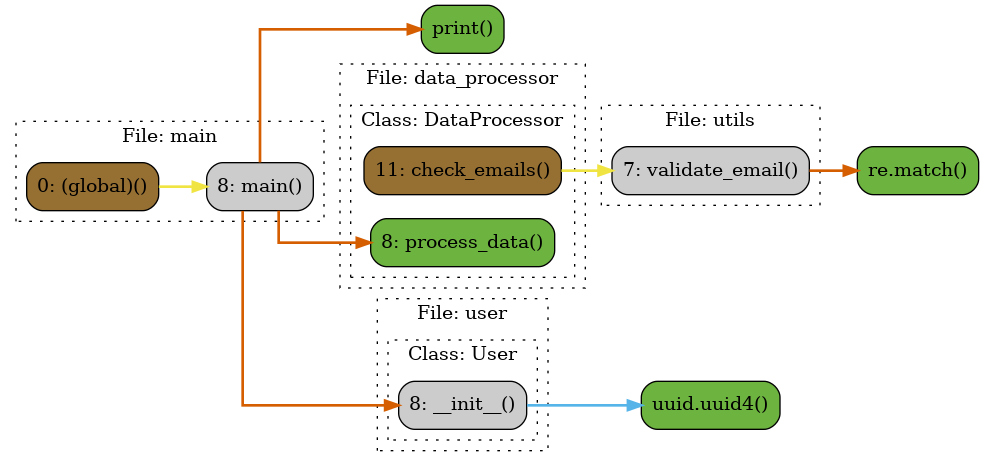 print()
File: data_processor
Class: DataProcessor
File: utils
File: main
11: check_emails()
7: validate_email()
re.match()
0: (global)()
8: main()
8: process_data()
File: user
Class: User
8: __init__()
uuid.uuid4()